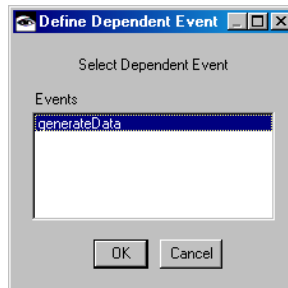 Define Dependent Event
Select Dependent Event
Events
generateData
OK Cancel